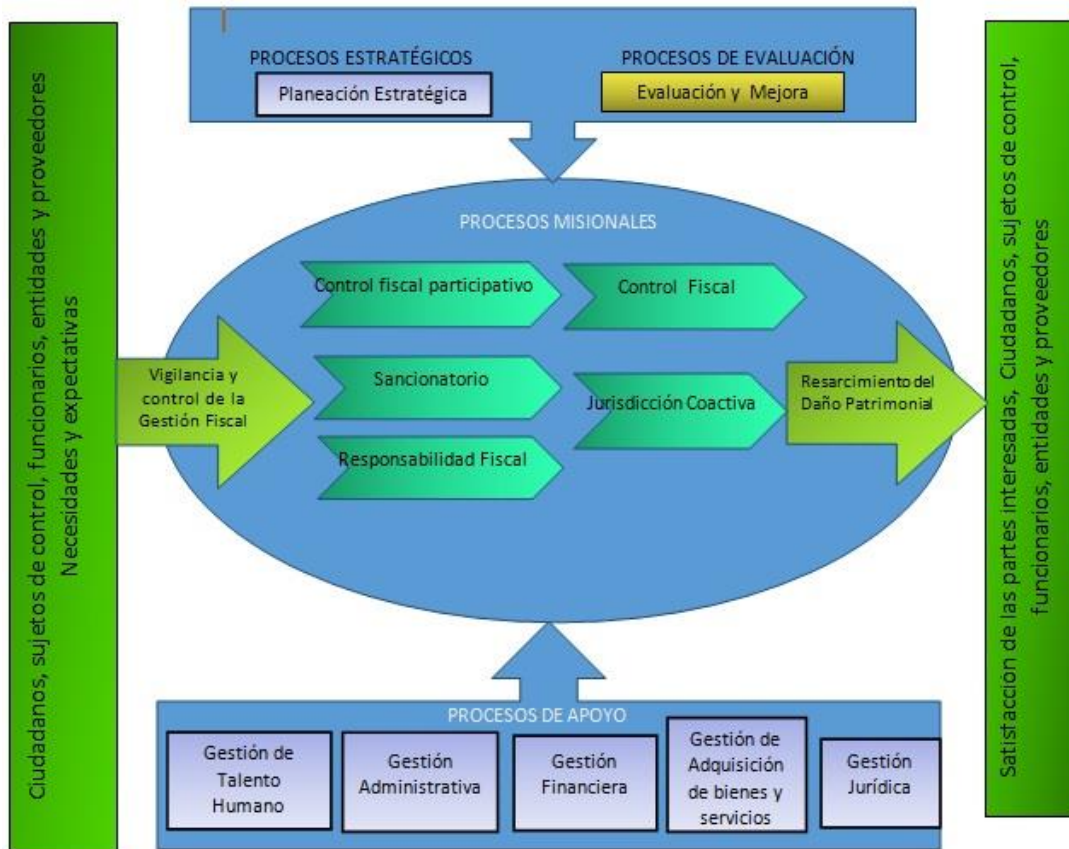 Ciudadanos, sujetos de control, funcionarios, entidades y proveedores
Necesidades y expectativas
PROCESOS ESTRATÉGICOS
Planeación Estratégica
PROCESOS DE EVALUACIÓN
Evaluación y Mejora
PROCESOS MISIONALES
Control fiscal participativo
Control Fiscal
Vigilancia y
control de la
Gestión Fiscal
Sancionatorio
Jurisdicción Coactiva
Responsabilidad Fiscal
Resarcimiento del
Daño Patrimonial
PROCESOS DE APOYO
Gestión de
Talento
Humano
Gestión
Administrativa
Gestión
Financiera
Gestión de
Adquisición
de bienes y
servicios
Gestión
Jurídica
Satisfacción de las partes interesadas, Ciudadanos, sujetos de control,
funcionarios, entidades y proveedores